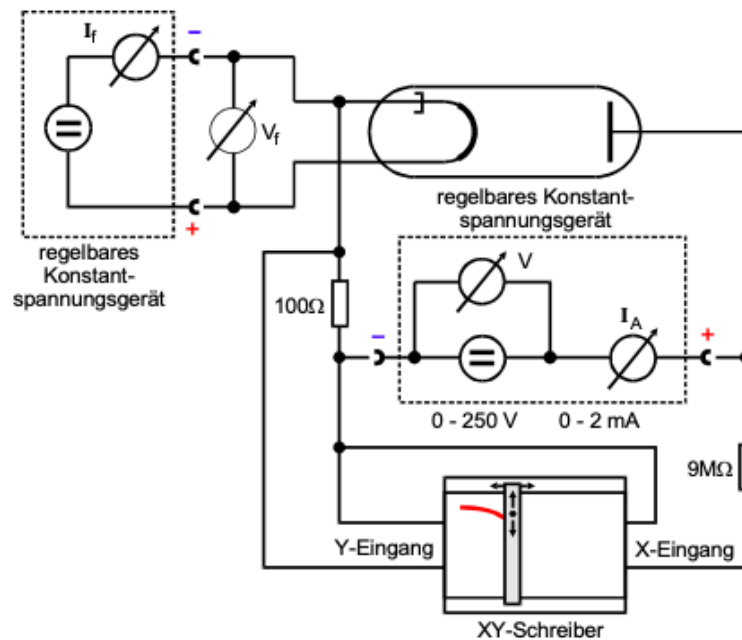 I_f
−
V_f
+
regelbares
Konstant-
spannungsgerät
regelbares Konstant-
spannungsgerät
V
I_A
−
+
100Ω
0 - 250 V
0 - 2 mA
9MΩ
Y-Eingang
X-Eingang
XY-Schreiber